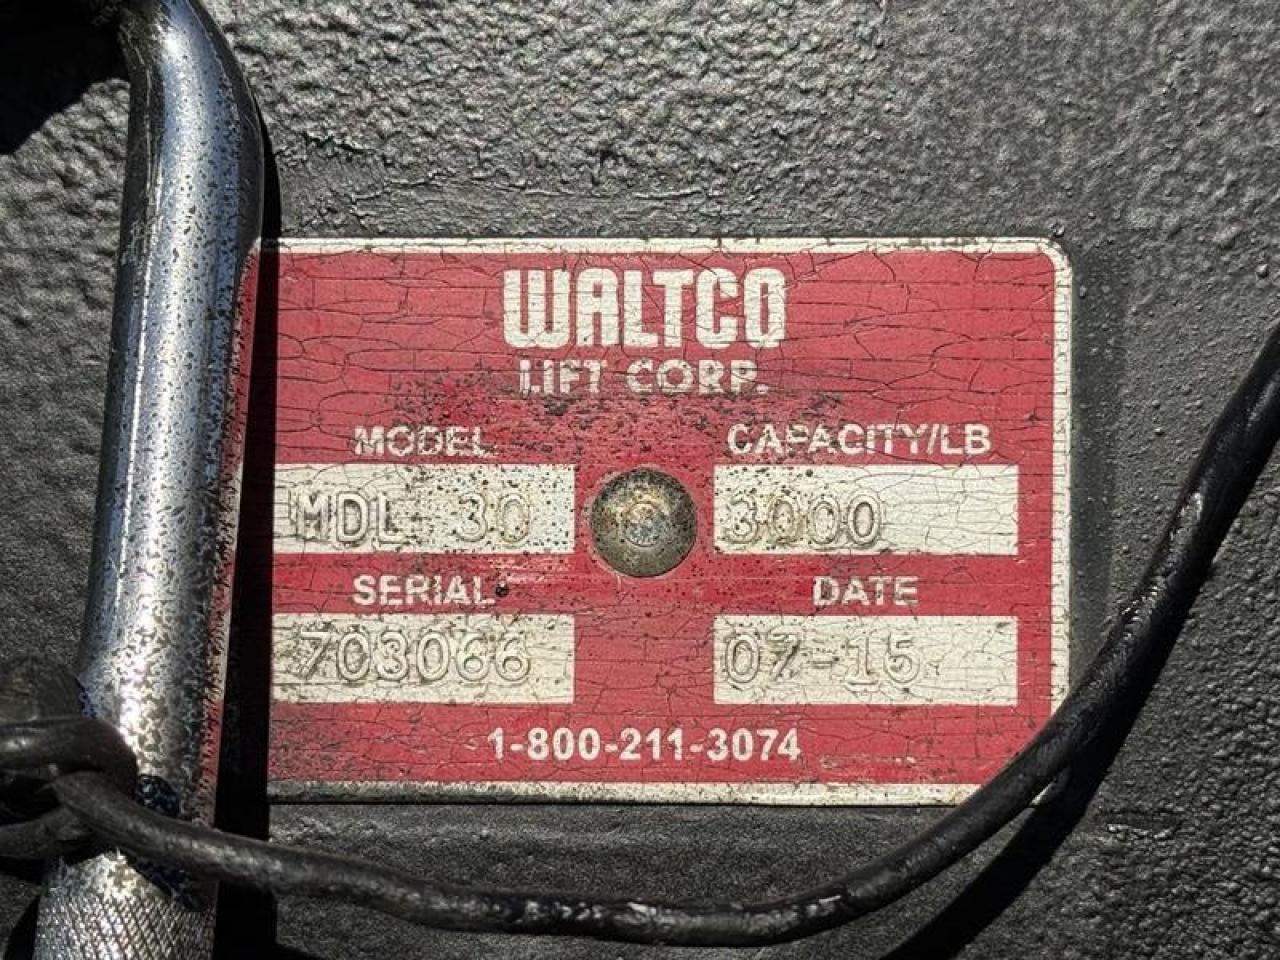 WALTCO
LIFT CORP.
MODEL CAPACITY/LB
MDL 30 3000
SERIAL DATE
703066 07-15
1-800-211-3074